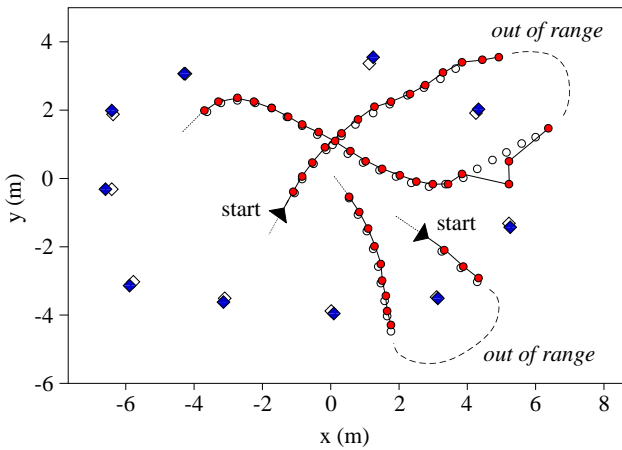 4
out of range
2
y (m)
0
start
start
-2
-4
out of range
-6
-6 -4 -2 0 2 4 6 8
x (m)